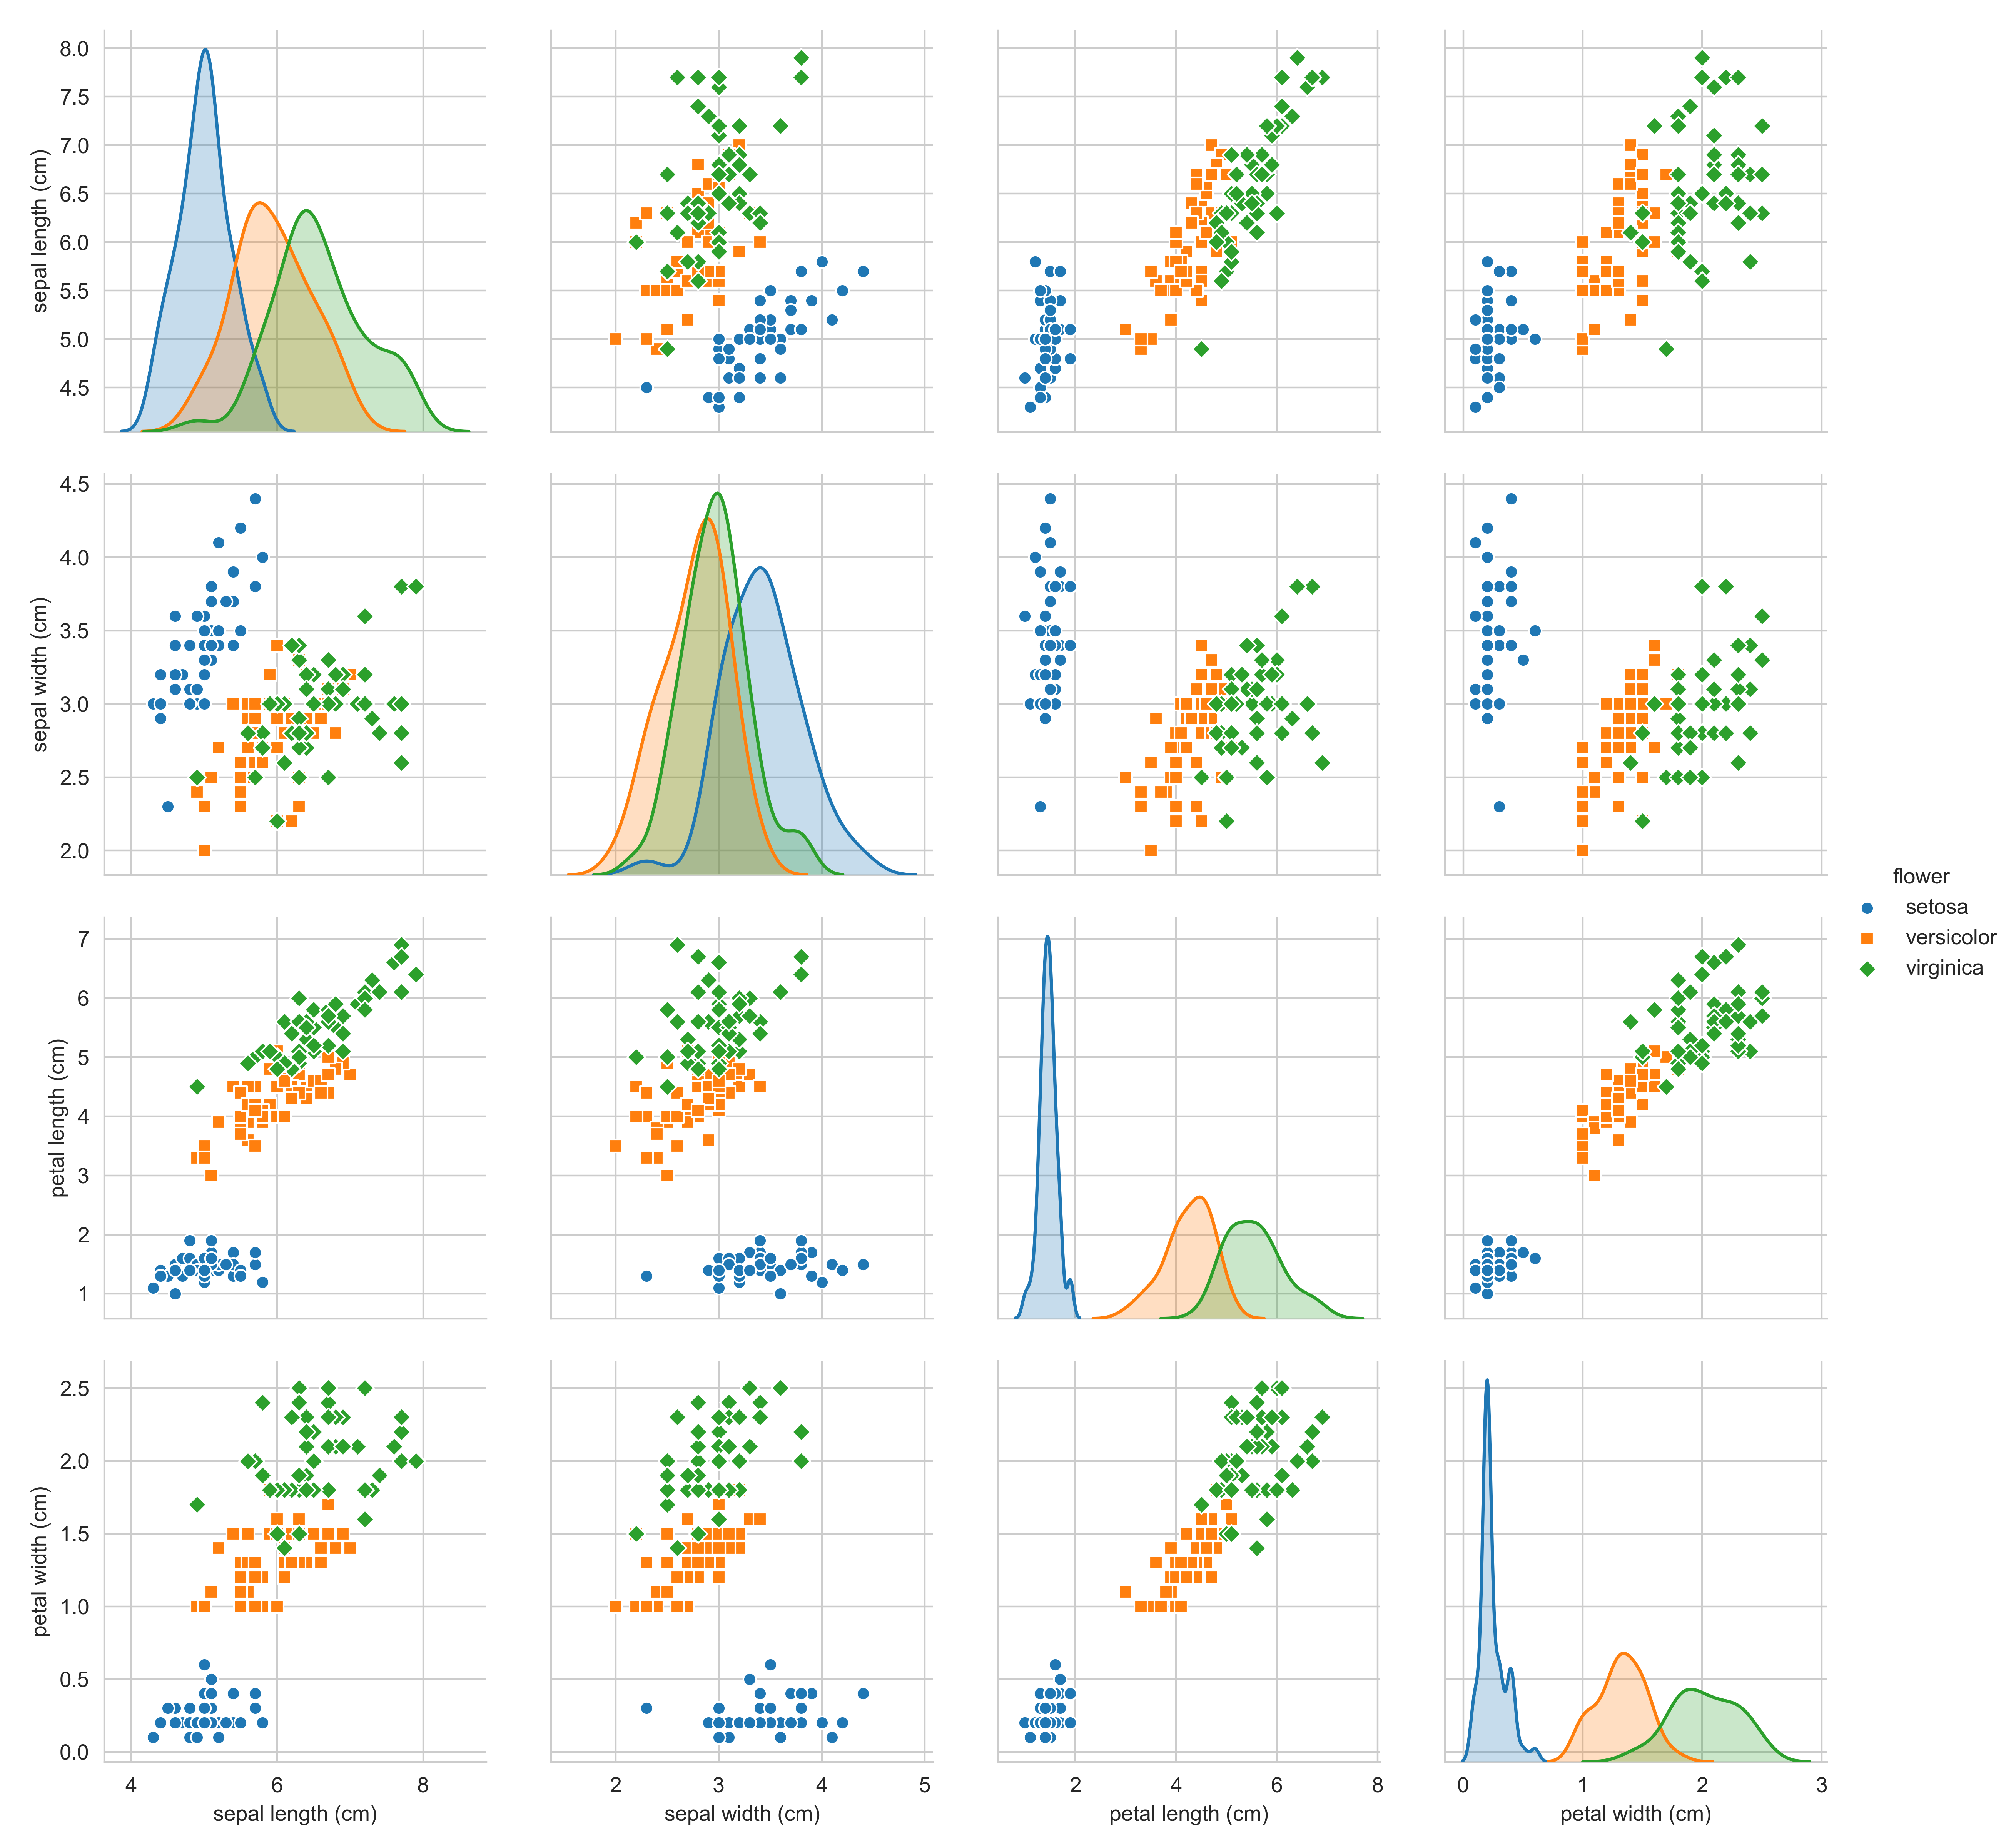 8.0
7.5
7.0
6.5
6.0
5.5
5.0
4.5
sepal length (cm)
4.5
4.0
3.5
3.0
2.5
2.0
sepal width (cm)
flower
setosa
versicolor
virginica
7
6
5
4
3
2
1
petal length (cm)
2.5
2.0
1.5
1.0
0.5
0.0
petal width (cm)
4 6 8
2 3 4 5
2 4 6 8
0 1 2 3
sepal length (cm)
sepal width (cm)
petal length (cm)
petal width (cm)